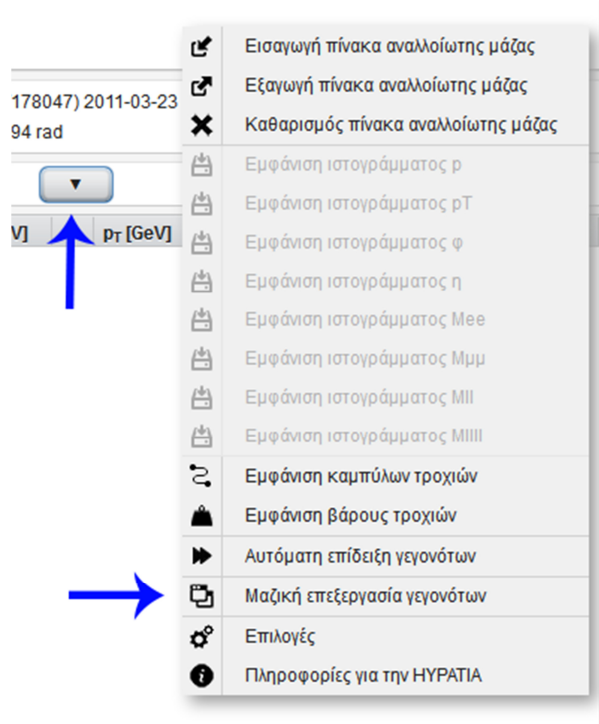 178047) 2011-03-23
94 rad
▼
V]
pT [GeV]
Εισαγωγή πίνακα αναλλοίωτης μάζας
Εξαγωγή πίνακα αναλλοίωτης μάζας
Καθαρισμός πίνακα αναλλοίωτης μάζας
Εμφάνιση ιστογράμματος p
Εμφάνιση ιστογράμματος pT
Εμφάνιση ιστογράμματος φ
Εμφάνιση ιστογράμματος η
Εμφάνιση ιστογράμματος Mee
Εμφάνιση ιστογράμματος Mμμ
Εμφάνιση ιστογράμματος Mll
Εμφάνιση ιστογράμματος Mllll
Εμφάνιση καμπύλων τροχιών
Εμφάνιση βάρους τροχιών
Αυτόματη επίδειξη γεγονότων
Μαζική επεξεργασία γεγονότων
Επιλογές
Πληροφορίες για την HYPATIA